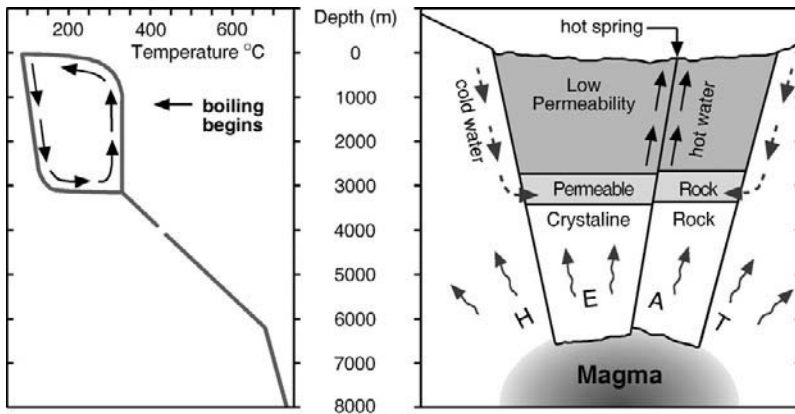 200 400 600
Temperature °C
boiling
begins
Depth (m)
0
1000
2000
3000
4000
5000
6000
7000
8000
hot spring
cold water
Low
Permeability
hot water
Permeable Rock
Crystaline Rock
H E A T
Magma